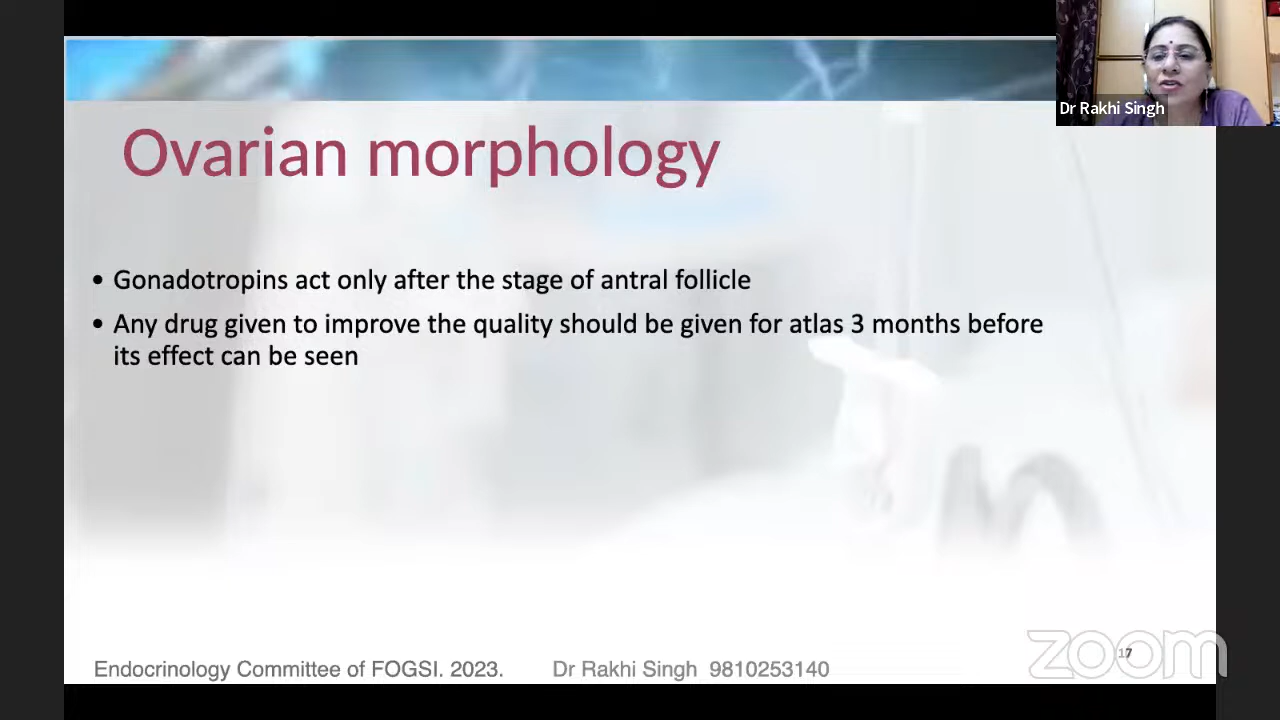 Dr Rakhi Singh
Ovarian morphology
• Gonadotropins act only after the stage of antral follicle
• Any drug given to improve the quality should be given for atlas 3 months before
its effect can be seen
Endocrinology Committee of FOGSI. 2023. Dr Rakhi Singh 9810253140
17
zoom